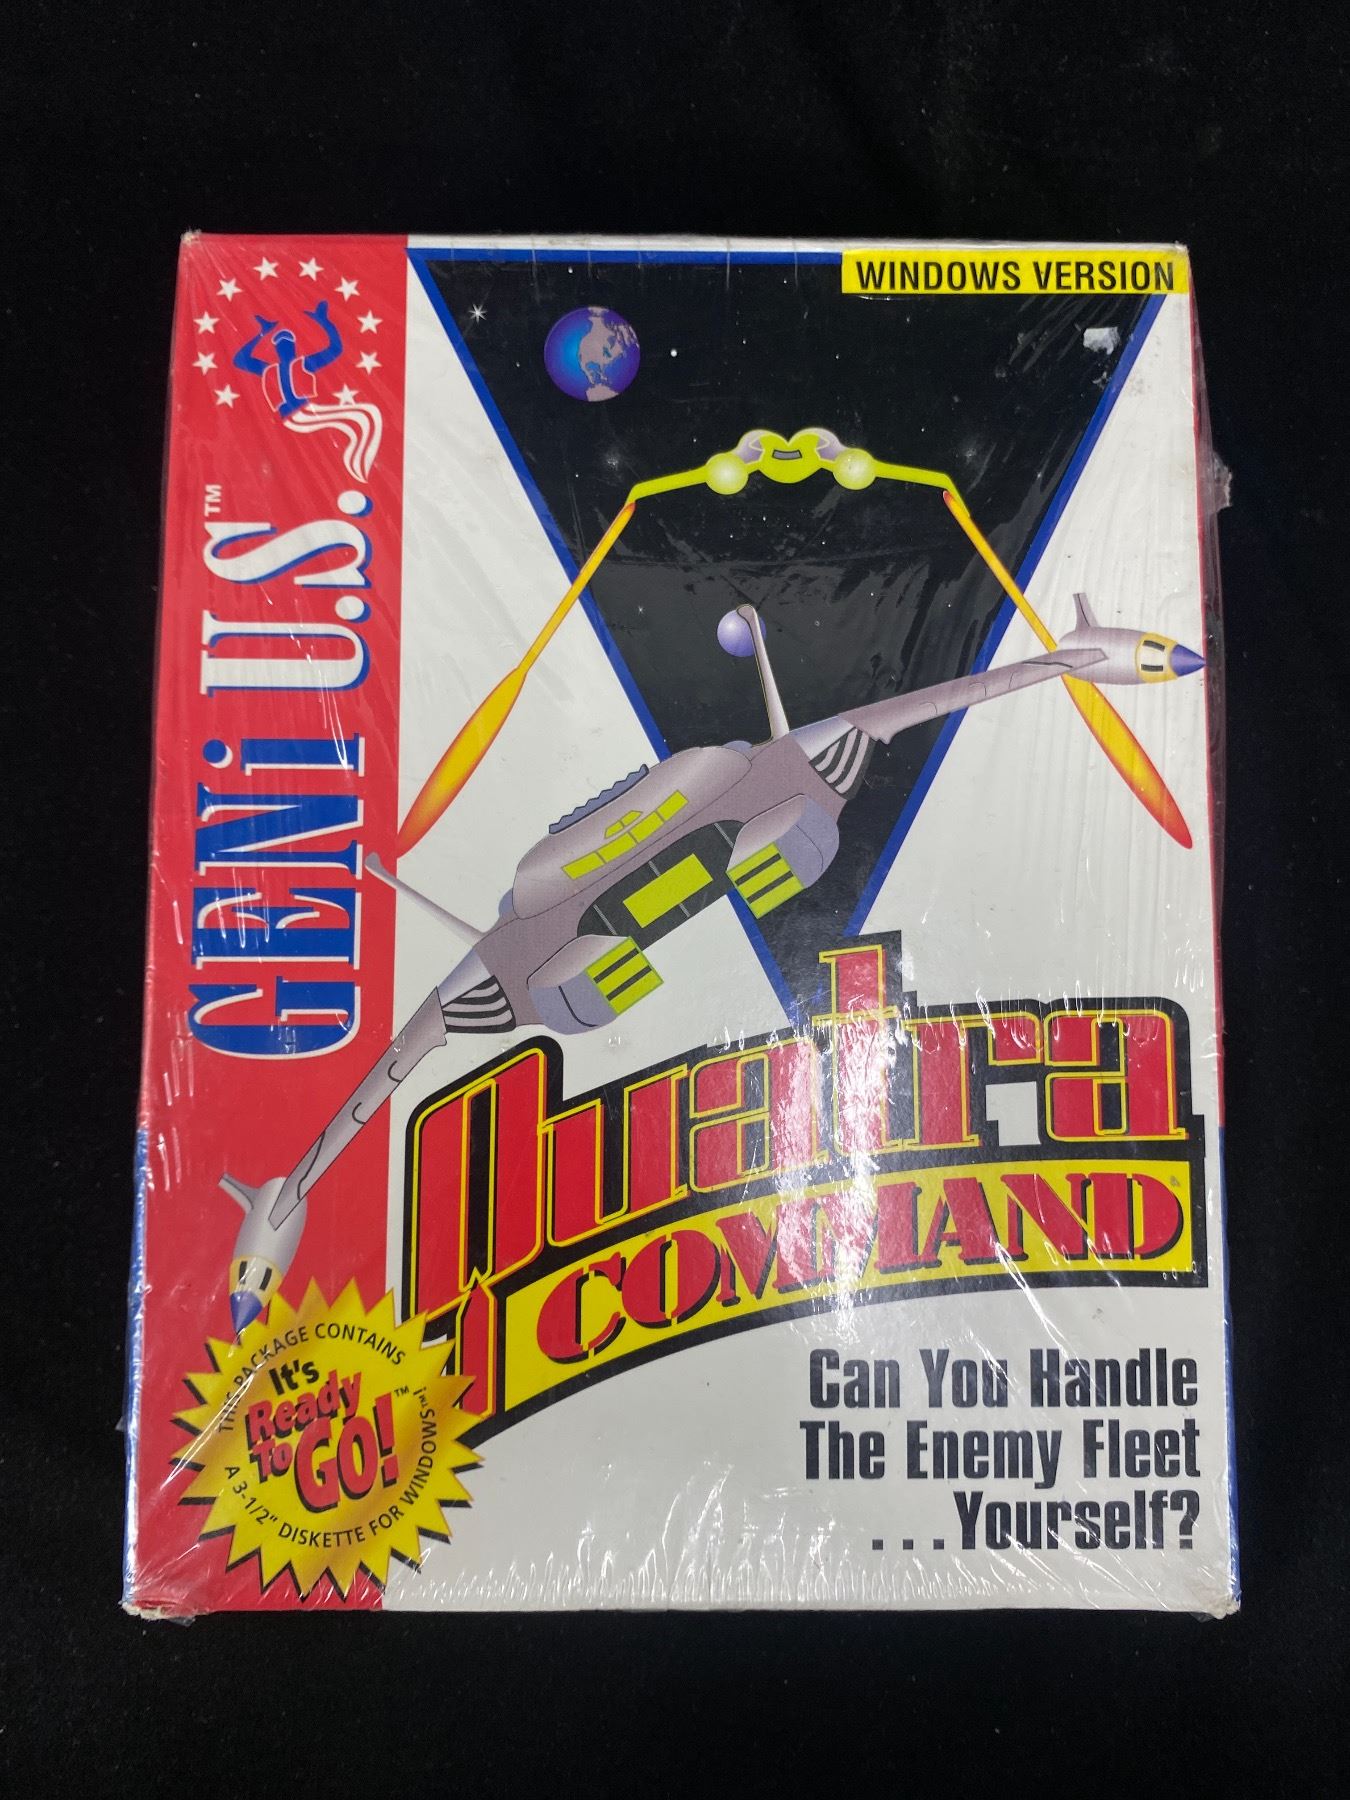 WINDOWS VERSION
GENi U.S.™
Quatra
COMMAND
Can You Handle
The Enemy Fleet
...Yourself?
THIS PACKAGE CONTAINS
It's
Ready
To GO!™
A 3-1/2" DISKETTE FOR WINDOWS™!